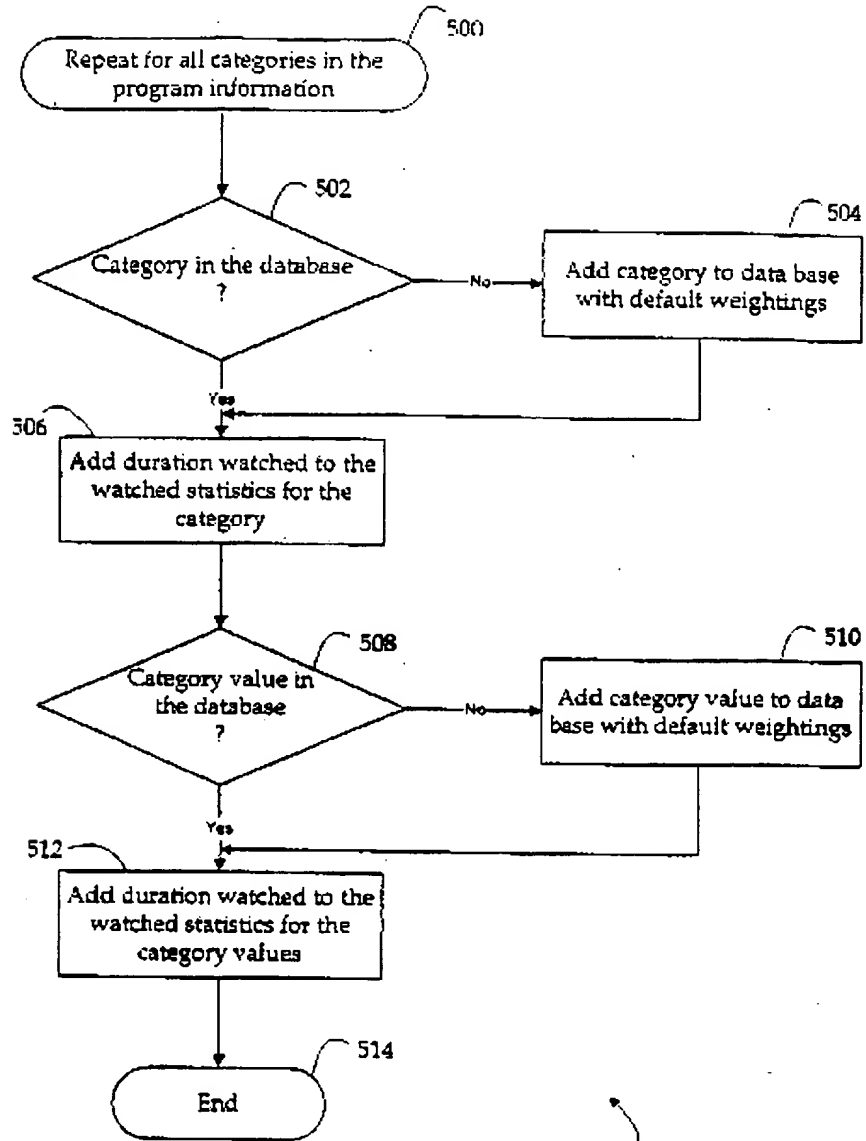 500
Repeat for all categories in the
program information
502
Category in the database
?
No
504
Add category to data base
with default weightings
Yes
506
Add duration watched to the
watched statistics for the
category
508
Category value in
the database
?
No
510
Add category value to data
base with default weightings
Yes
512
Add duration watched to the
watched statistics for the
category values
514
End